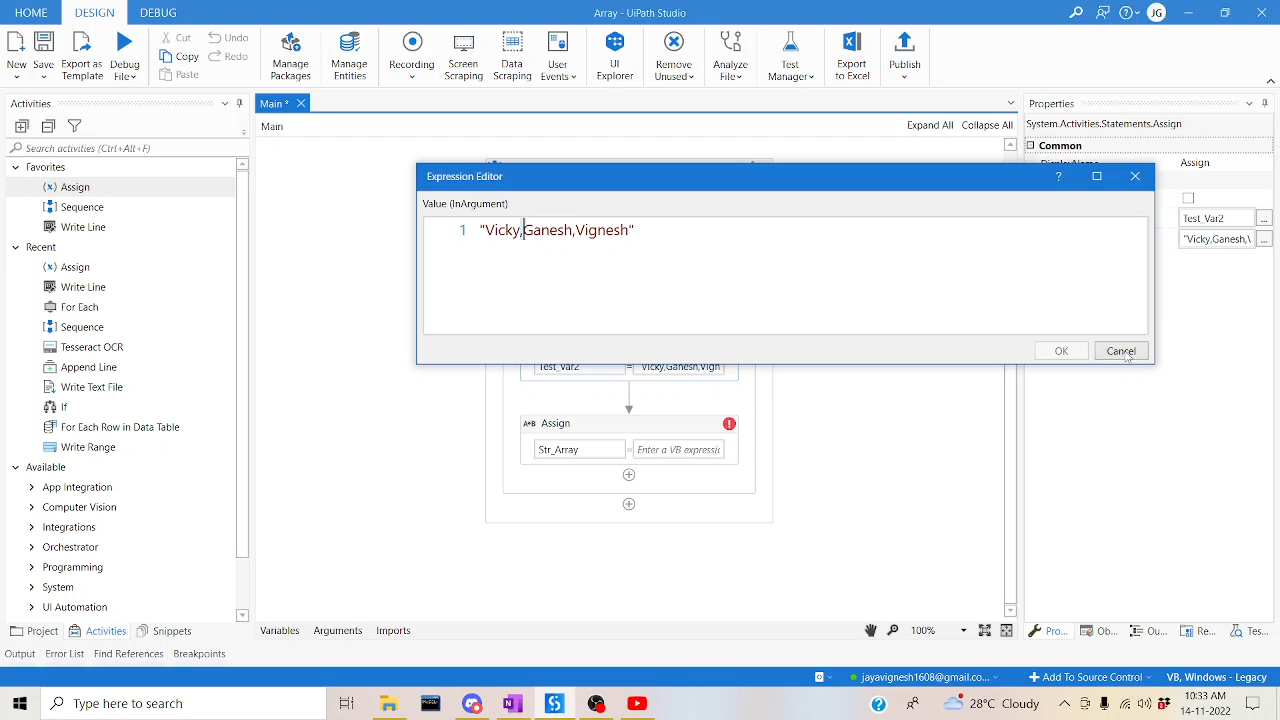 HOME
DESIGN
DEBUG
Array - UiPath Studio
JG
New
Save
Export as Template
Debug File
Cut
Copy
Paste
Undo
Redo
Manage Packages
Manage Entities
Recording
Screen Scraping
Data Scraping
User Events
UI Explorer
Remove Unused
Analyze File
Test Manager
Export to Excel
Publish
Activities
Search activities (Ctrl+Alt+F)
Favorites
Assign
Sequence
Write Line
Recent
Assign
Write Line
For Each
Sequence
Tesseract OCR
Append Line
Write Text File
If
For Each Row in Data Table
Write Range
Available
App Integration
Computer Vision
Integrations
Orchestrator
Programming
System
UI Automation
Project
Activities
Snippets
Main *
Main
Expand All
Collapse All
Expression Editor
Value (InArgument)
1 "Vicky,Ganesh,Vignesh"
OK
Cancel
Test_Var2 = "Vicky,Ganesh,Vign
A*B Assign
Str_Array = Enter a VB expressic
Variables
Arguments
Imports
100%
Properties
System.Activities.Statements.Assign
Common
DisplayName Assign
Test_Var2 ...
"Vicky,Ganesh,\ ...
Pro...
Ob...
Ou...
Re...
Tes...
Output
Error List
Find References
Breakpoints
jayavignesh1608@gmail.co...
Add To Source Control
VB, Windows - Legacy
Type here to search
28°C Cloudy
10:33 AM
14-11-2022